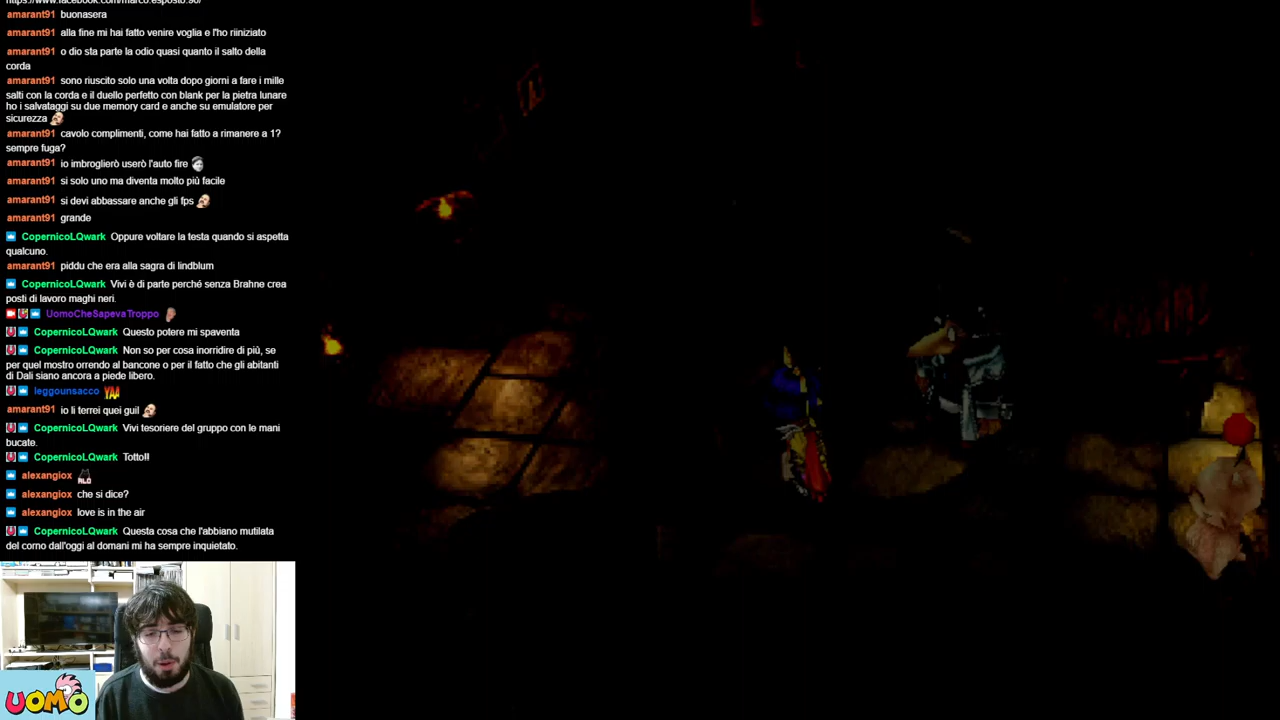 https://www.facebook.com/marco.esposto.90/
amarant91 buonasera
amarant91 alla fine mi hai fatto venire voglia e l'ho riiniziato
amarant91 o dio sta parte la odio quasi quanto il salto della
corda
amarant91 sono riuscito solo una volta dopo giorni a fare i mille
salti con la corda e il duello perfetto con blank per la pietra lunare
ho i salvataggi su due memory card e anche su emulatore per
sicurezza
amarant91 cavolo complimenti, come hai fatto a rimanere a 1?
sempre fuga?
amarant91 io imbroglierò userò l'auto fire
amarant91 si solo uno ma diventa molto più facile
amarant91 si devi abbassare anche gli fps
amarant91 grande
CopernicoLQwark Oppure voltare la testa quando si aspetta
qualcuno.
amarant91 piddu che era alla sagra di lindblum
CopernicoLQwark Vivi è di parte perché senza Brahne crea
posti di lavoro maghi neri.
UomoCheSapevaTroppo
CopernicoLQwark Questo potere mi spaventa
CopernicoLQwark Non so per cosa inorridire di più, se
per quel mostro orrendo al bancone o per il fatto che gli abitanti
di Dali siano ancora a piede libero.
leggounsacco YAA
amarant91 io li terrei quei guil
CopernicoLQwark Vivi tesoriere del gruppo con le mani
bucate.
CopernicoLQwark Totto!!
alexangiox
alexangiox che si dice?
alexangiox love is in the air
CopernicoLQwark Questa cosa che l'abbiano mutilata
del corno dall'oggi al domani mi ha sempre inquietato.
UOMO